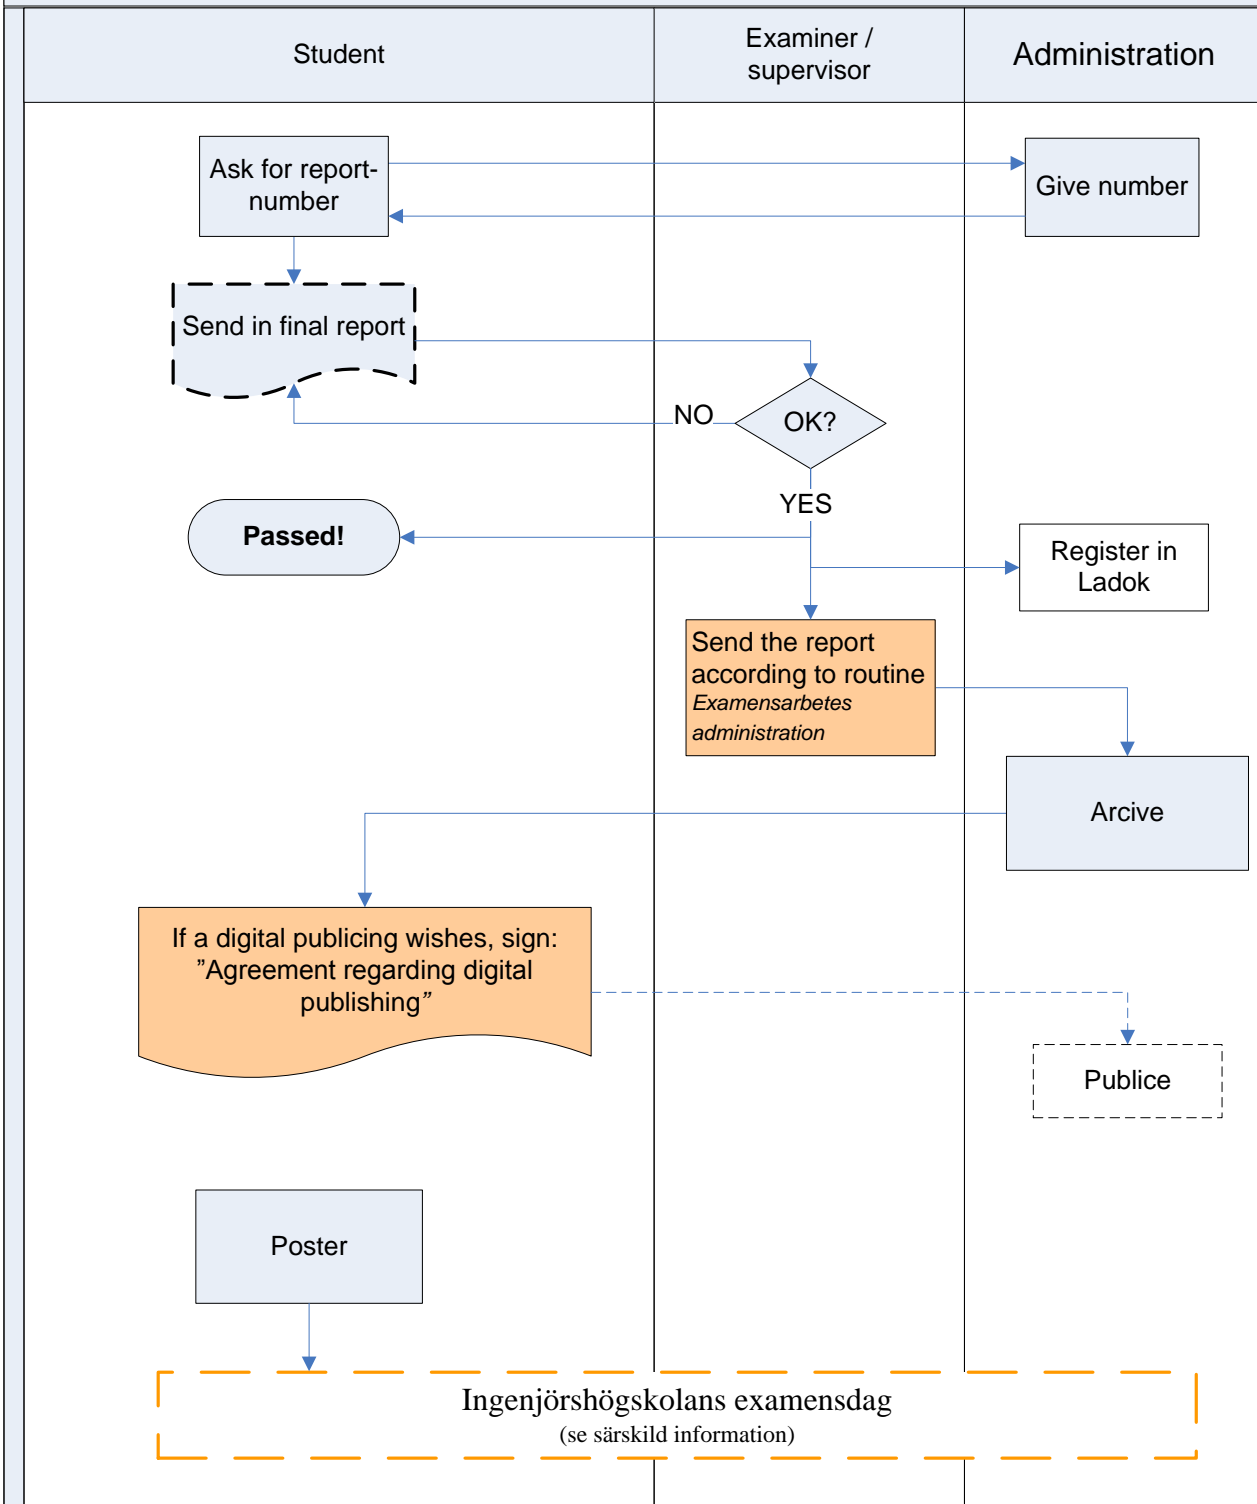 Student
Examiner /
supervisor
Administration
Ask for report-
number
Give number
Send in final report
NO
OK?
YES
Passed!
Register in
Ladok
Send the report
according to routine
Examensarbetes
administration
Arcive
If a digital publicing wishes, sign:
”Agreement regarding digital
publishing”
Publice
Poster
Ingenjörshögskolans examensdag
(se särskild information)